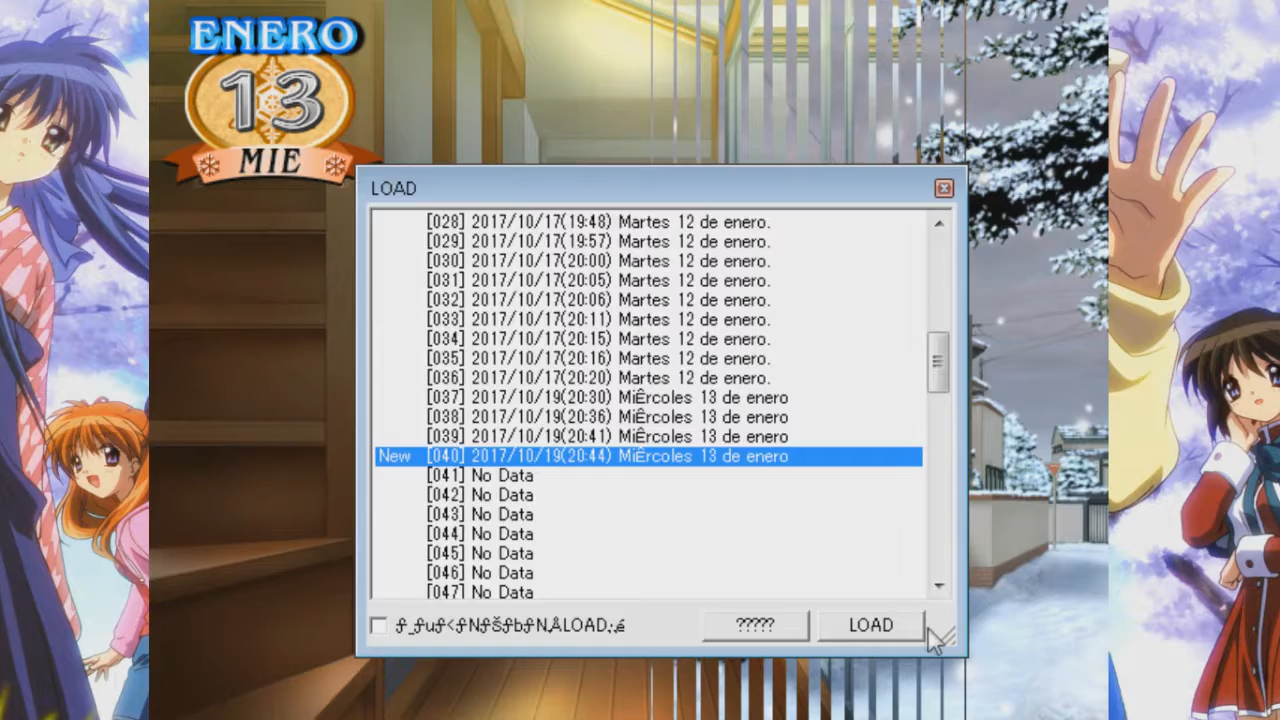 ENERO
13
MIE
LOAD
[028] 2017/10/17(19:48) Martes 12 de enero.
[029] 2017/10/17(19:57) Martes 12 de enero.
[030] 2017/10/17(20:00) Martes 12 de enero.
[031] 2017/10/17(20:05) Martes 12 de enero.
[032] 2017/10/17(20:06) Martes 12 de enero.
[033] 2017/10/17(20:11) Martes 12 de enero.
[034] 2017/10/17(20:15) Martes 12 de enero.
[035] 2017/10/17(20:16) Martes 12 de enero.
[036] 2017/10/17(20:20) Martes 12 de enero.
[037] 2017/10/19(20:30) MiÊrcoles 13 de enero
[038] 2017/10/19(20:36) MiÊrcoles 13 de enero
[039] 2017/10/19(20:41) MiÊrcoles 13 de enero
New [040] 2017/10/19(20:44) MiÊrcoles 13 de enero
[041] No Data
[042] No Data
[043] No Data
[044] No Data
[045] No Data
[046] No Data
[047] No Data
ƒ_ƒuƒ<ƒNƒŠƒbƒN‚ÅLOAD‚·‚é
?????
LOAD